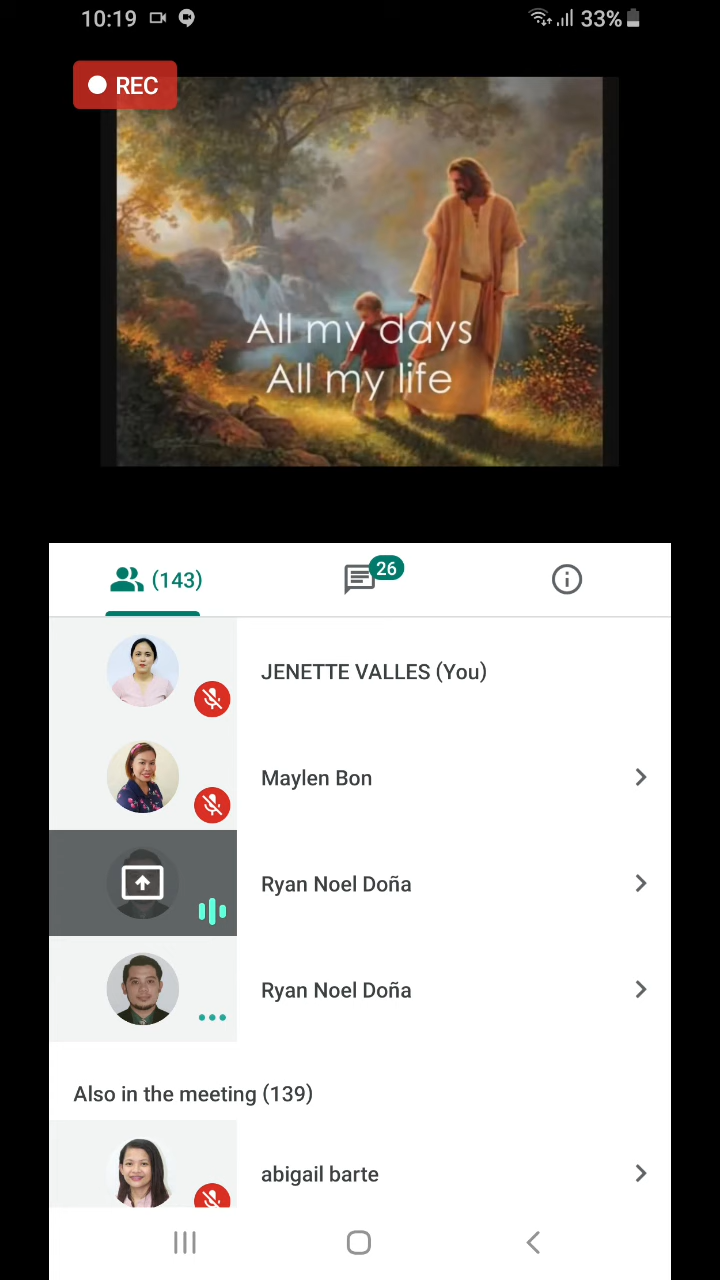 10:19
33%
REC
All my days
All my life
(143)
26
JENETTE VALLES (You)
Maylen Bon
Ryan Noel Doña
Ryan Noel Doña
Also in the meeting (139)
abigail barte